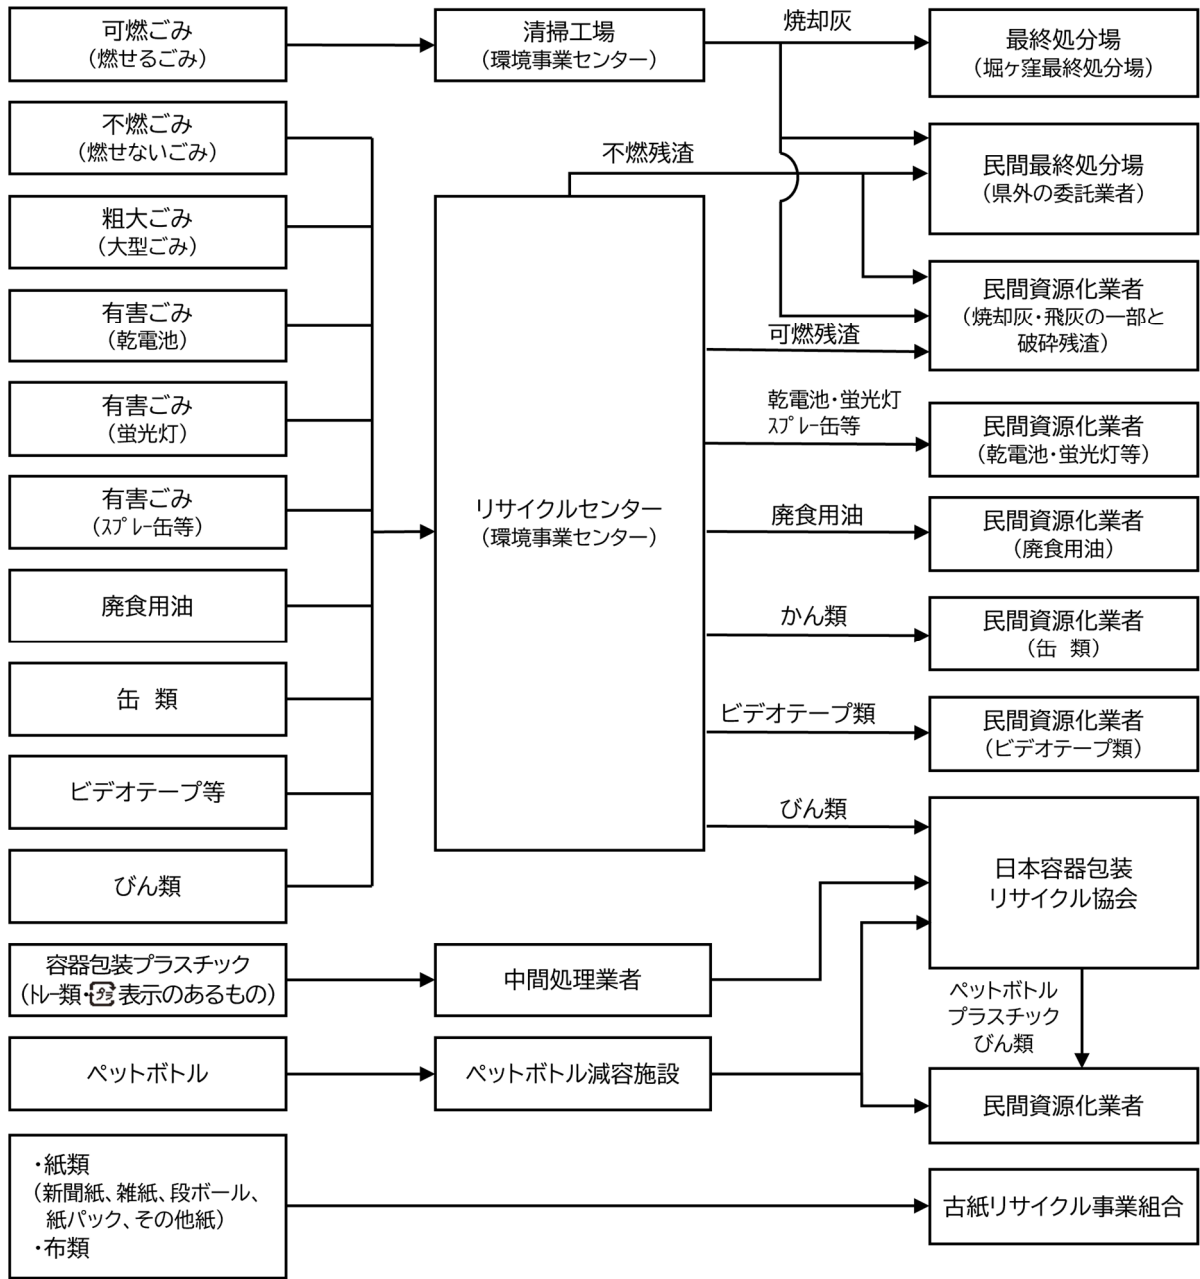 可燃ごみ
(燃せるごみ)
清掃工場
(環境事業センター)
焼却灰
最終処分場
(堀ヶ窪最終処分場)
不燃ごみ
(燃せないごみ)
不燃残渣
民間最終処分場
(県外の委託業者)
粗大ごみ
(大型ごみ)
有害ごみ
(乾電池)
民間資源化業者
(焼却灰・飛灰の一部と
破砕残渣)
可燃残渣
有害ごみ
(蛍光灯)
乾電池・蛍光灯
スプレー缶等
民間資源化業者
(乾電池・蛍光灯等)
有害ごみ
(スプレー缶等)
リサイクルセンター
(環境事業センター)
廃食用油
民間資源化業者
(廃食用油)
廃食用油
かん類
民間資源化業者
(缶 類)
缶 類
ビデオテープ類
民間資源化業者
(ビデオテープ類)
ビデオテープ等
びん類
日本容器包装
リサイクル協会
びん類
容器包装プラスチック
(トレー類・プラ表示のあるもの)
中間処理業者
ペットボトル
プラスチック
びん類
ペットボトル
ペットボトル減容施設
民間資源化業者
・紙類
(新聞紙、雑紙、段ボール、
紙パック、その他紙)
・布類
古紙リサイクル事業組合